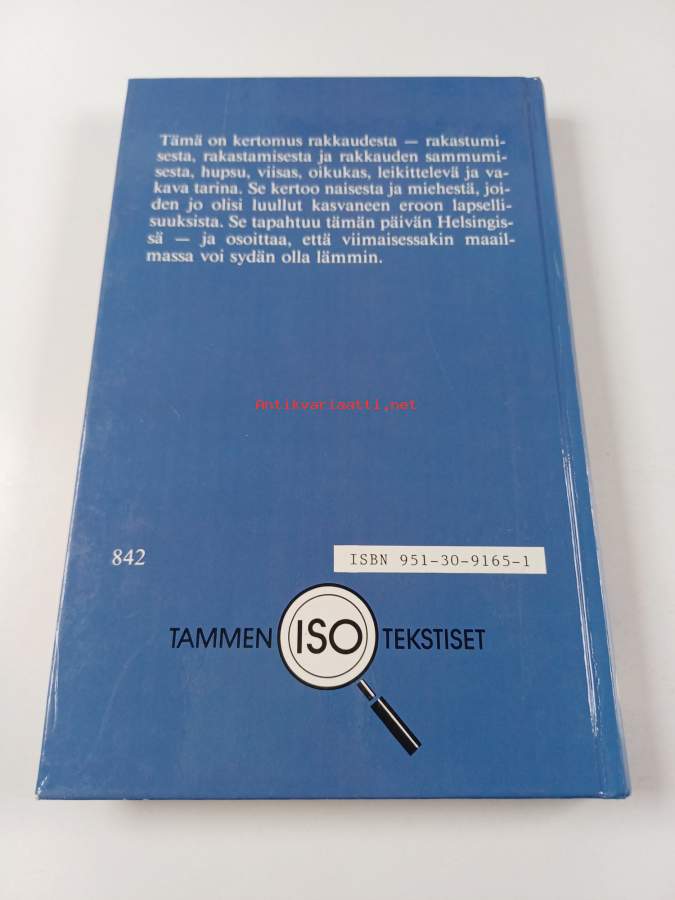 Tämä on kertomus rakkaudesta — rakastumi-
sesta, rakastamisesta ja rakkauden sammumi-
sesta, hupsu, viisas, oikukas, leikittelevä ja va-
kava tarina. Se kertoo naisesta ja miehestä, joi-
den jo olisi luullut kasvaneen eroon lapselli-
suuksista. Se tapahtuu tämän päivän Helsingis-
sä — ja osoittaa, että viimaisessakin maail-
massa voi sydän olla lämmin.
Antikvariaatti.net
842
ISBN 951-30-9165-1
TAMMEN ISO TEKSTISET